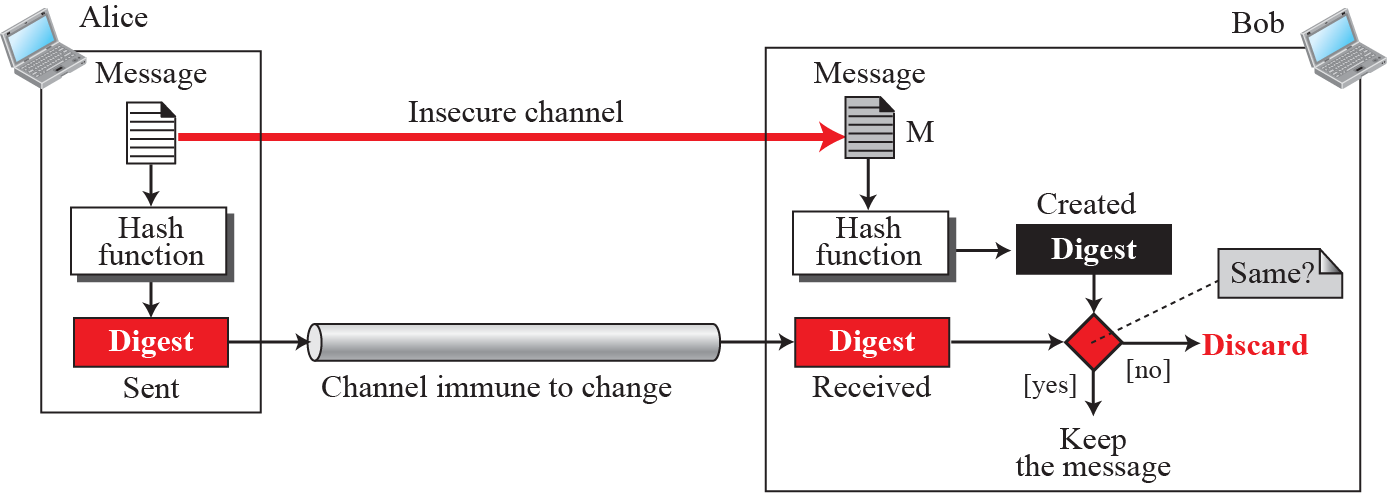 Alice
Bob
Message
Message
Insecure channel
M
Hash
function
Hash
function
Created
Digest
Same?
Digest
Sent
Channel immune to change
Digest
Received
Discard
[yes]
[no]
Keep
the message